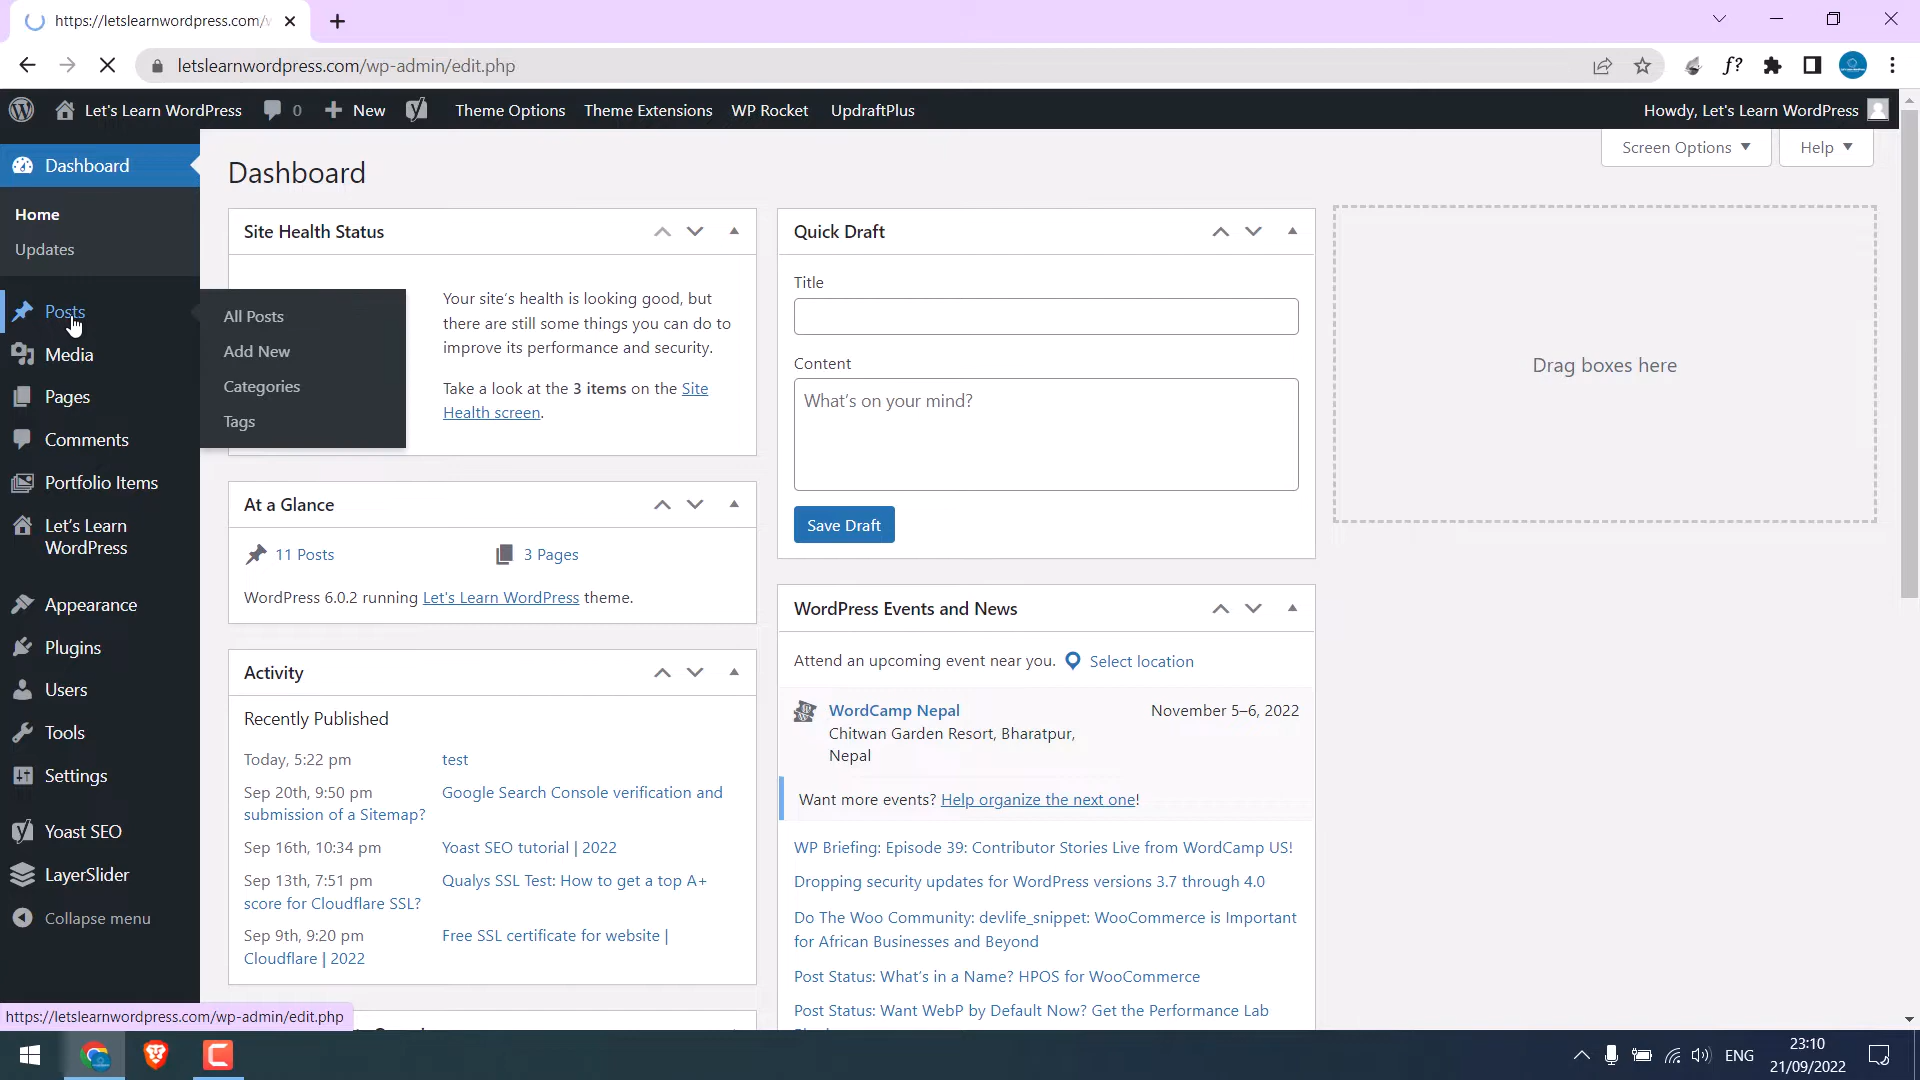 https://letslearnwordpress.com/w
letslearnwordpress.com/wp-admin/edit.php
f?
Let's Learn WordPress
0
New
Theme Options
Theme Extensions
WP Rocket
UpdraftPlus
Howdy, Let's Learn WordPress
Dashboard
Home
Updates
Posts
All Posts
Add New
Categories
Tags
Media
Pages
Comments
Portfolio Items
Let's Learn
WordPress
Appearance
Plugins
Users
Tools
Settings
Yoast SEO
LayerSlider
Collapse menu
Dashboard
Screen Options
Help
Site Health Status
Your site's health is looking good, but
there are still some things you can do to
improve its performance and security.
Take a look at the 3 items on the Site
Health screen.
At a Glance
11 Posts
3 Pages
WordPress 6.0.2 running Let's Learn WordPress theme.
Activity
Recently Published
Today, 5:22 pm
test
Sep 20th, 9:50 pm
Google Search Console verification and
submission of a Sitemap?
Sep 16th, 10:34 pm
Yoast SEO tutorial | 2022
Sep 13th, 7:51 pm
Qualys SSL Test: How to get a top A+
score for Cloudflare SSL?
Sep 9th, 9:20 pm
Free SSL certificate for website |
Cloudflare | 2022
Quick Draft
Title
Content
What's on your mind?
Save Draft
WordPress Events and News
Attend an upcoming event near you.
Select location
WordCamp Nepal
November 5–6, 2022
Chitwan Garden Resort, Bharatpur,
Nepal
Want more events? Help organize the next one!
WP Briefing: Episode 39: Contributor Stories Live from WordCamp US!
Dropping security updates for WordPress versions 3.7 through 4.0
Do The Woo Community: devlife_snippet: WooCommerce is Important
for African Businesses and Beyond
Post Status: What's in a Name? HPOS for WooCommerce
Post Status: Want WebP by Default Now? Get the Performance Lab
Drag boxes here
https://letslearnwordpress.com/wp-admin/edit.php
ENG
23:10
21/09/2022